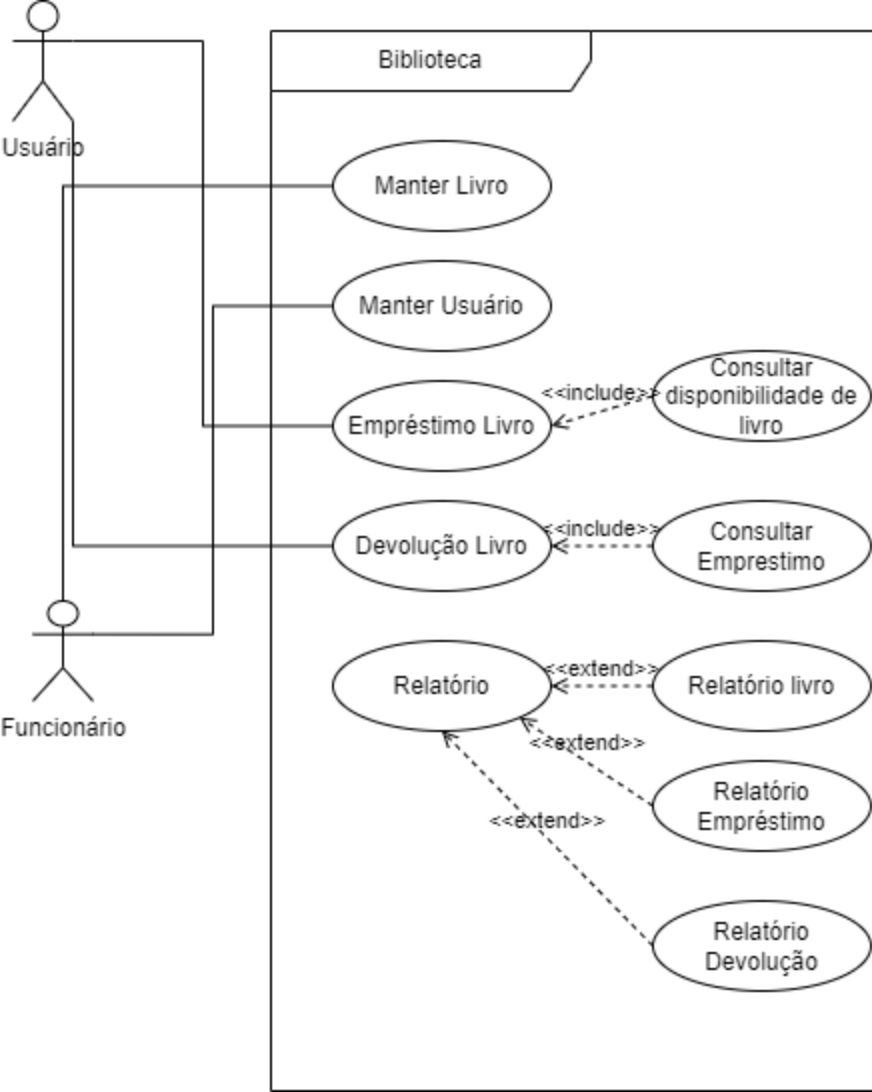 Biblioteca
Usuário
Manter Livro
Manter Usuário
<<include>>
Consultar
disponibilidade de
livro
Empréstimo Livro
<<include>>
Devolução Livro
Consultar
Emprestimo
<<extend>>
Relatório
Relatório livro
Funcionário
<<extend>>
Relatório
Empréstimo
<<extend>>
Relatório
Devolução